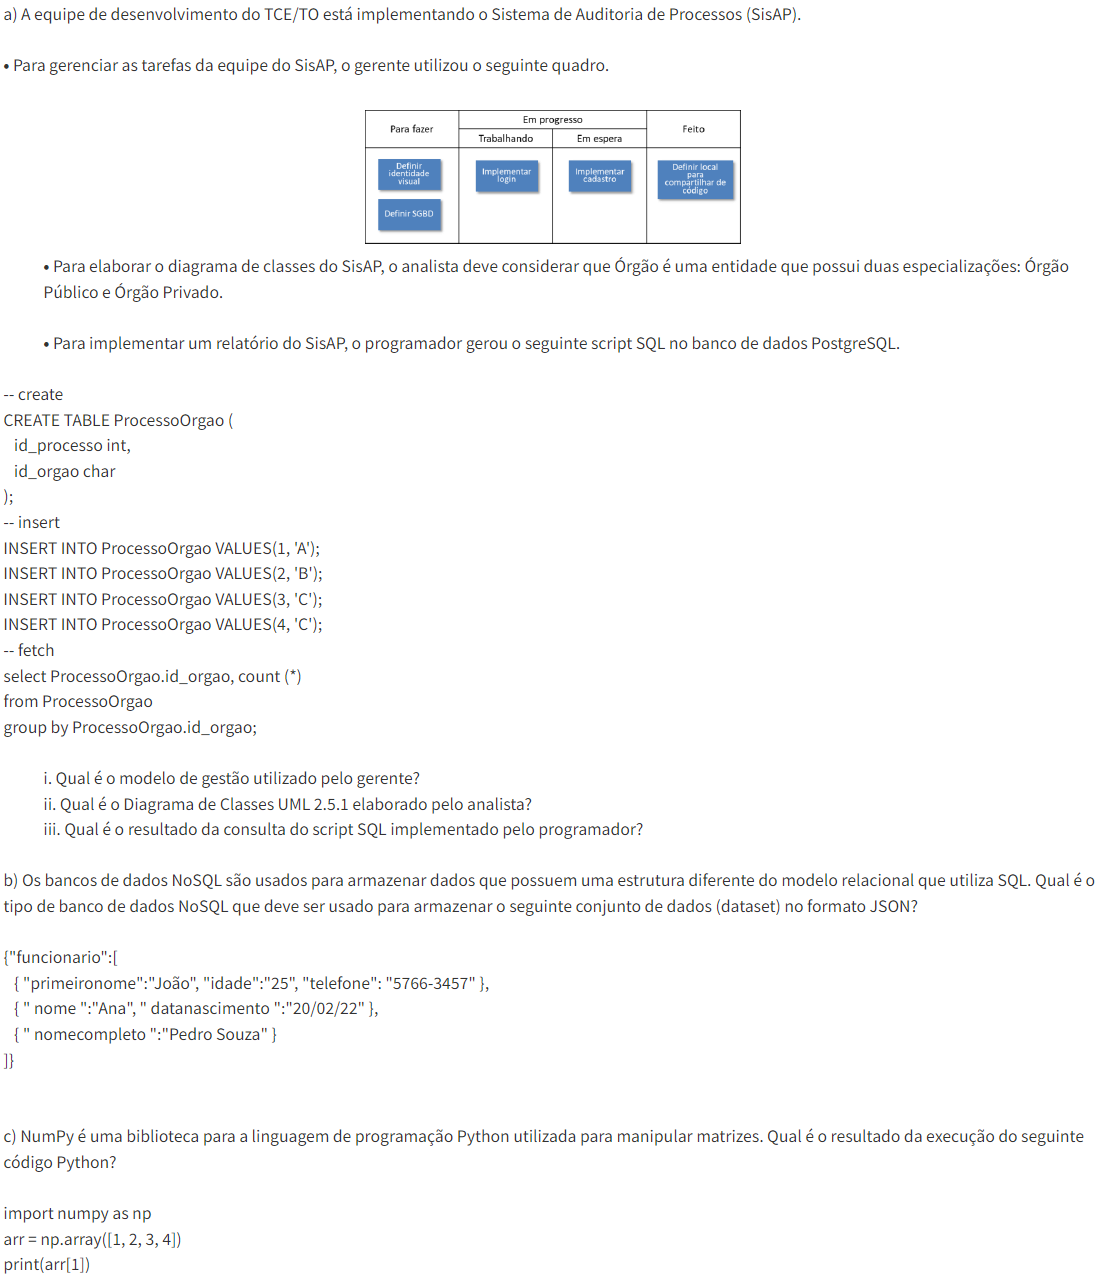 a) A equipe de desenvolvimento do TCE/TO está implementando o Sistema de Auditoria de Processos (SisAP).
• Para gerenciar as tarefas da equipe do SisAP, o gerente utilizou o seguinte quadro.
Para fazer
Em progresso
Feito
Trabalhando
Em espera
Definir
identidade
visual
Implementar
login
Implementar
cadastro
Definir local
para
compartilhar de
código
Definir SGBD
• Para elaborar o diagrama de classes do SisAP, o analista deve considerar que Órgão é uma entidade que possui duas especializações: Órgão
Público e Órgão Privado.
• Para implementar um relatório do SisAP, o programador gerou o seguinte script SQL no banco de dados PostgreSQL.
-- create
CREATE TABLE ProcessoOrgao (
id_processo int,
id_orgao char
);
-- insert
INSERT INTO ProcessoOrgao VALUES(1, 'A');
INSERT INTO ProcessoOrgao VALUES(2, 'B');
INSERT INTO ProcessoOrgao VALUES(3, 'C');
INSERT INTO ProcessoOrgao VALUES(4, 'C');
-- fetch
select ProcessoOrgao.id_orgao, count (*)
from ProcessoOrgao
group by ProcessoOrgao.id_orgao;
i. Qual é o modelo de gestão utilizado pelo gerente?
ii. Qual é o Diagrama de Classes UML 2.5.1 elaborado pelo analista?
iii. Qual é o resultado da consulta do script SQL implementado pelo programador?
b) Os bancos de dados NoSQL são usados para armazenar dados que possuem uma estrutura diferente do modelo relacional que utiliza SQL. Qual é o
tipo de banco de dados NoSQL que deve ser usado para armazenar o seguinte conjunto de dados (dataset) no formato JSON?
{"funcionario":[
{ "primeironome":"João", "idade":"25", "telefone": "5766-3457" },
{ " nome ":"Ana", " datanascimento ":"20/02/22" },
{ " nomecompleto ":"Pedro Souza" }
]}
c) NumPy é uma biblioteca para a linguagem de programação Python utilizada para manipular matrizes. Qual é o resultado da execução do seguinte
código Python?
import numpy as np
arr = np.array([1, 2, 3, 4])
print(arr[1])